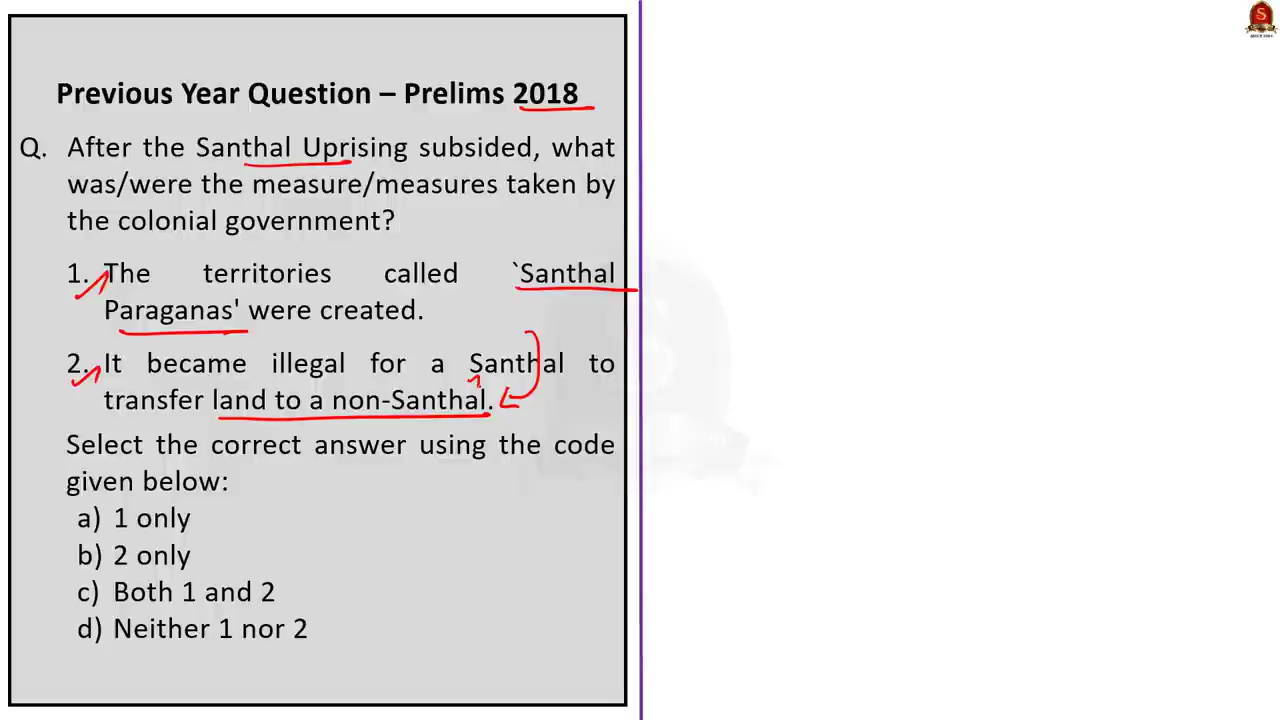 Previous Year Question – Prelims 2018
Q. After the Santhal Uprising subsided, what
was/were the measure/measures taken by
the colonial government?
1. The territories called `Santhal
Paraganas' were created.
2. It became illegal for a Santhal to
transfer land to a non-Santhal.
Select the correct answer using the code
given below:
a) 1 only
b) 2 only
c) Both 1 and 2
d) Neither 1 nor 2
S